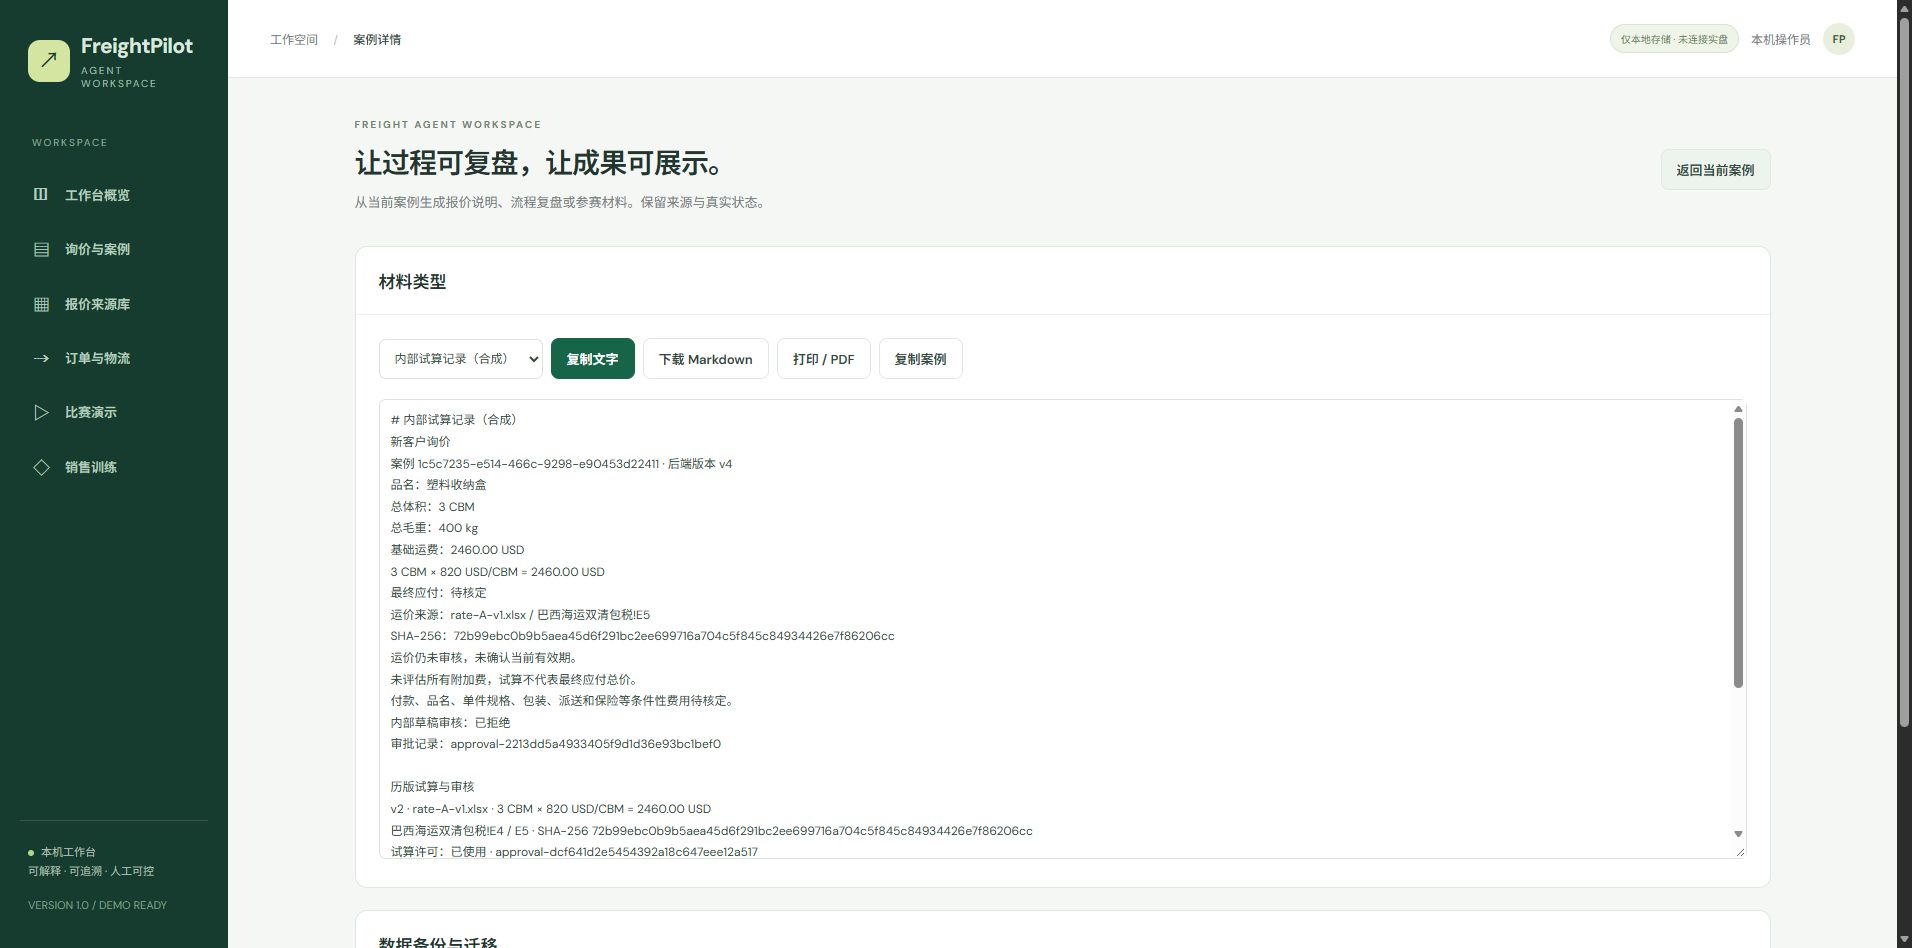 FreightPilot
AGENT
WORKSPACE
WORKSPACE
工作台概览
询价与案例
报价来源库
订单与物流
比赛演示
销售训练
本机工作台
可解释 · 可追溯 · 人工可控
VERSION 1.0 / DEMO READY
工作空间 / 案例详情
仅本地存储 · 未连接实盘
本机操作员
FP
FREIGHT AGENT WORKSPACE
让过程可复盘，让成果可展示。
从当前案例生成报价说明、流程复盘或参赛材料。保留来源与真实状态。
返回当前案例
材料类型
内部试算记录（合成）
复制文字
下载 Markdown
打印 / PDF
复制案例
# 内部试算记录（合成）
新客户询价
案例 1c5c7235-e514-466c-9298-e90453d22411 · 后端版本 v4
品名：塑料收纳盒
总体积：3 CBM
总毛重：400 kg
基础运费：2460.00 USD
3 CBM × 820 USD/CBM = 2460.00 USD
最终应付：待核定
运价来源：rate-A-v1.xlsx / 巴西海运双清包税!E5
SHA-256：72b99ebc0b9b5aea45d6f291bc2ee699716a704c5f845c84934426e7f86206cc
运价仍未审核，未确认当前有效期。
未评估所有附加费，试算不代表最终应付总价。
付款、品名、单件规格、包装、派送和保险等条件性费用待核定。
内部草稿审核：已拒绝
审批记录：approval-2213dd5a4933405f9d1d36e93bc1bef0
历版试算与审核
v2 · rate-A-v1.xlsx · 3 CBM × 820 USD/CBM = 2460.00 USD
巴西海运双清包税!E4 / E5 · SHA-256 72b99ebc0b9b5aea45d6f291bc2ee699716a704c5f845c84934426e7f86206cc
试算许可：已使用 · approval-dcf641d2e5454392a18c647eee12a517
数据备份与迁移